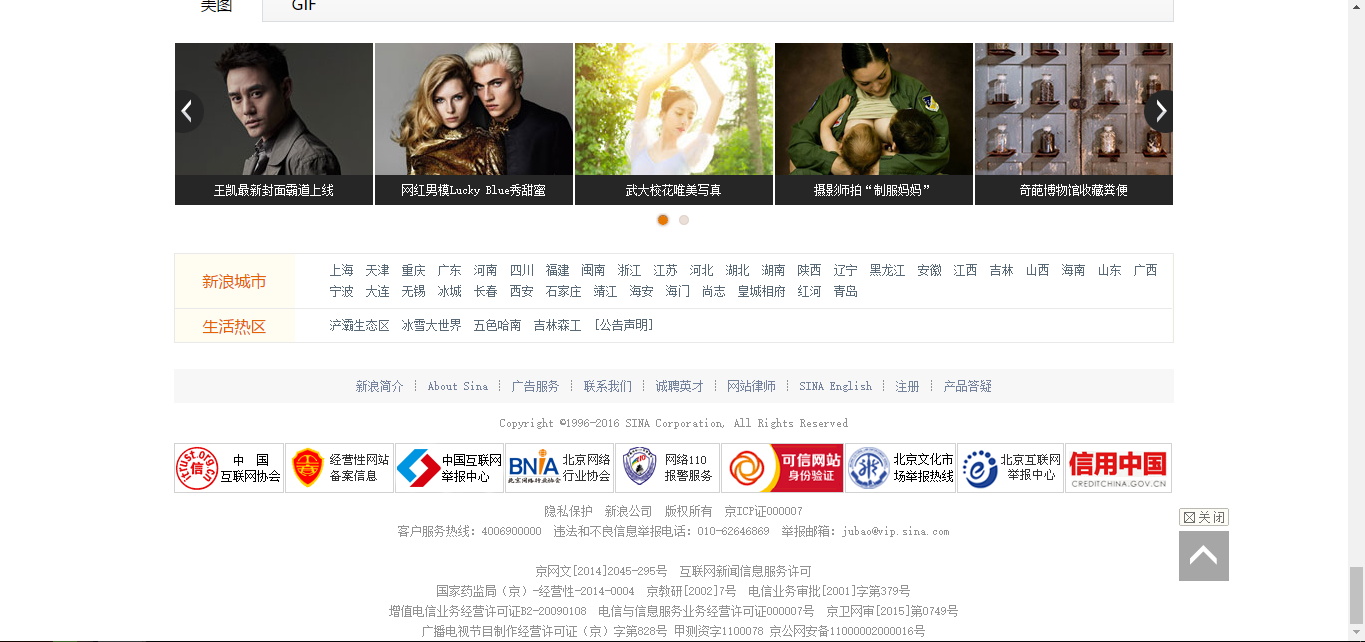 美图 GIF
王凯最新封面霸道上线 网红男模Lucky Blue秀甜蜜 武大校花唯美写真 摄影师拍“制服妈妈” 奇葩博物馆收藏粪便
新浪城市 上海 天津 重庆 广东 河南 四川 福建 闽南 浙江 江苏 河北 湖北 湖南 陕西 辽宁 黑龙江 安徽 江西 吉林 山西 海南 山东 广西
宁波 大连 无锡 冰城 长春 西安 石家庄 靖江 海安 海门 尚志 皇城相府 红河 青岛
生活热区 浐灞生态区 冰雪大世界 五色哈南 吉林森工 [公告声明]
新浪简介 ┊ About Sina ┊ 广告服务 ┊ 联系我们 ┊ 诚聘英才 ┊ 网站律师 ┊ SINA English ┊ 注册 ┊ 产品答疑
Copyright ©1996-2016 SINA Corporation, All Rights Reserved
itrust.org.cn 信 中 国 互联网协会
经营性网站 备案信息
中国互联网 举报中心
BNIA 北京网络行业协会 北京网络 行业协会
网络110 报警服务
可信网站 身份验证
北京文化市 场举报热线
北京互联网 举报中心
信用中国 CREDITCHINA.GOV.CN
隐私保护 新浪公司 版权所有 京ICP证000007
客户服务热线：4006900000 违法和不良信息举报电话：010-62646869 举报邮箱：jubao@vip.sina.com
关闭
京网文[2014]2045-295号 互联网新闻信息服务许可
国家药监局（京）-经营性-2014-0004 京教研[2002]7号 电信业务审批[2001]字第379号
增值电信业务经营许可证B2-20090108 电信与信息服务业务经营许可证000007号 京卫网审[2015]第0749号
广播电视节目制作经营许可证（京）字第828号 甲测资字1100078 京公网安备11000002000016号